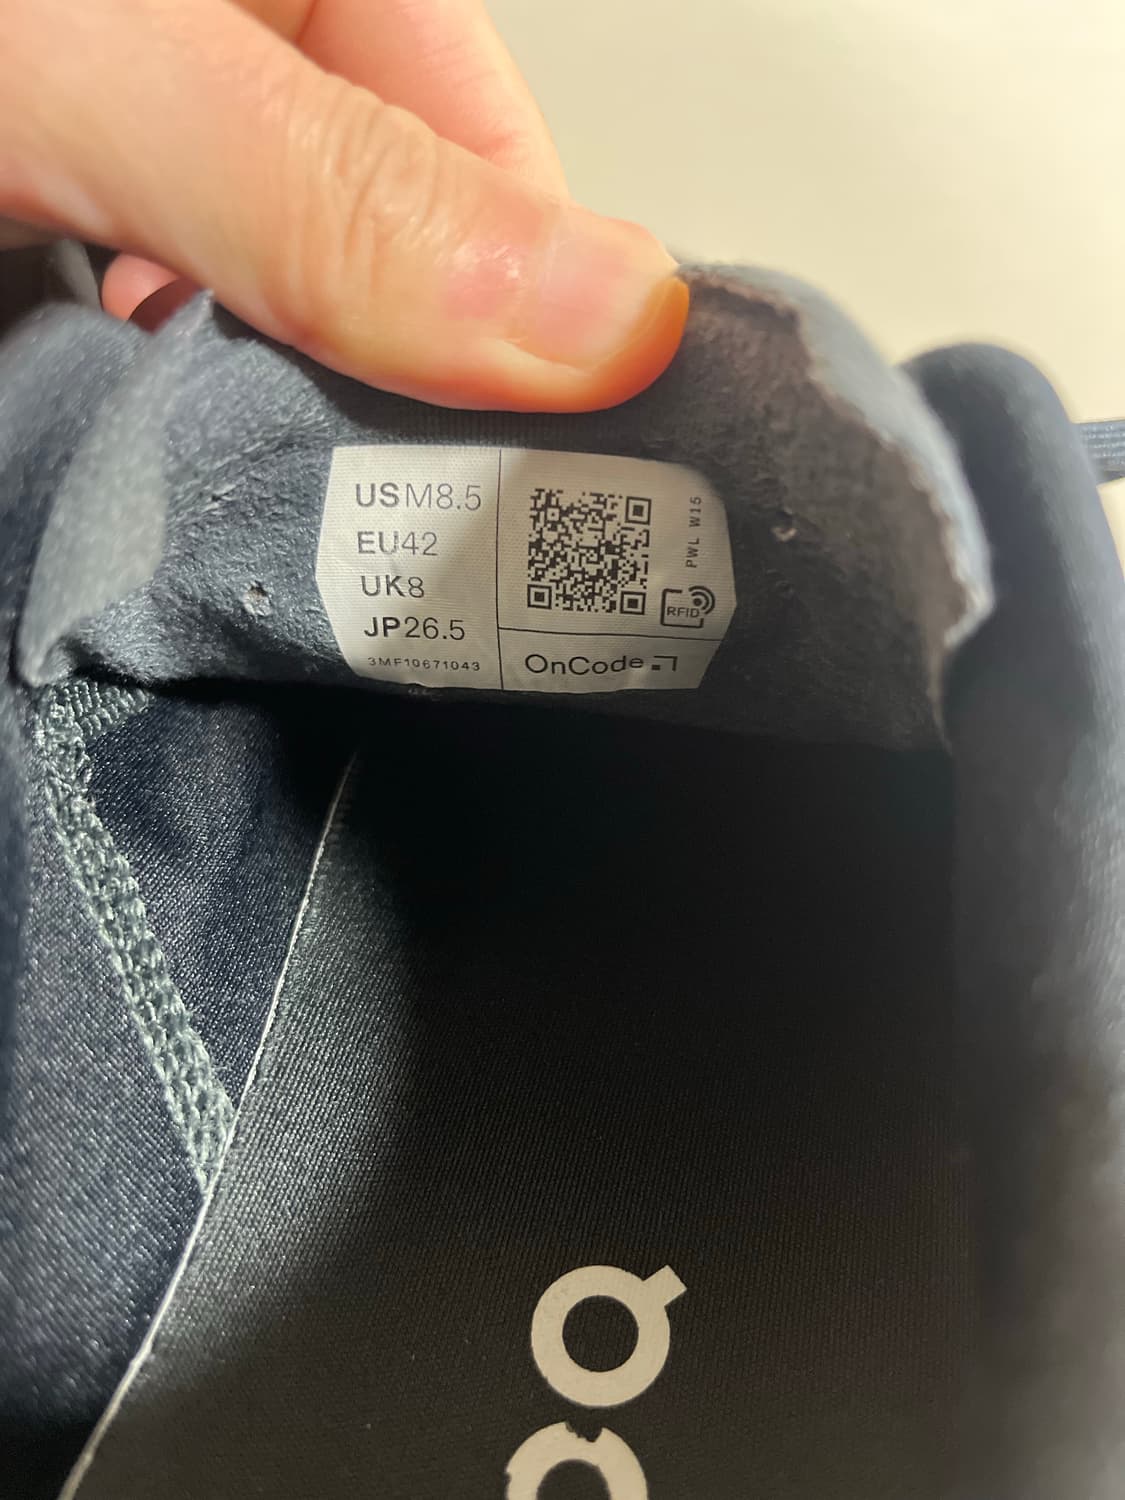 USM8.5
EU42
UK8
JP26.5
3MF10671043
PWL W15
RFID
OnCode